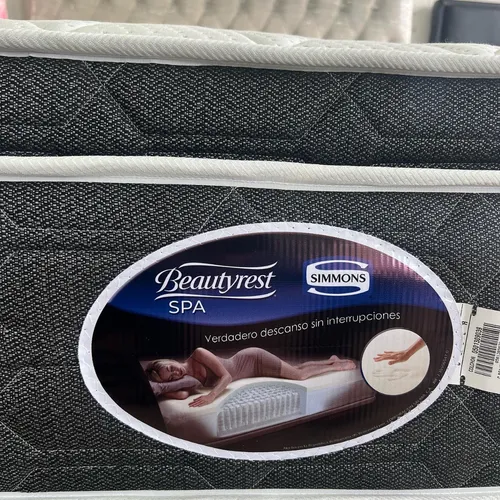 Beautyrest
SPA
SIMMONS
Verdadero descanso sin interrupciones